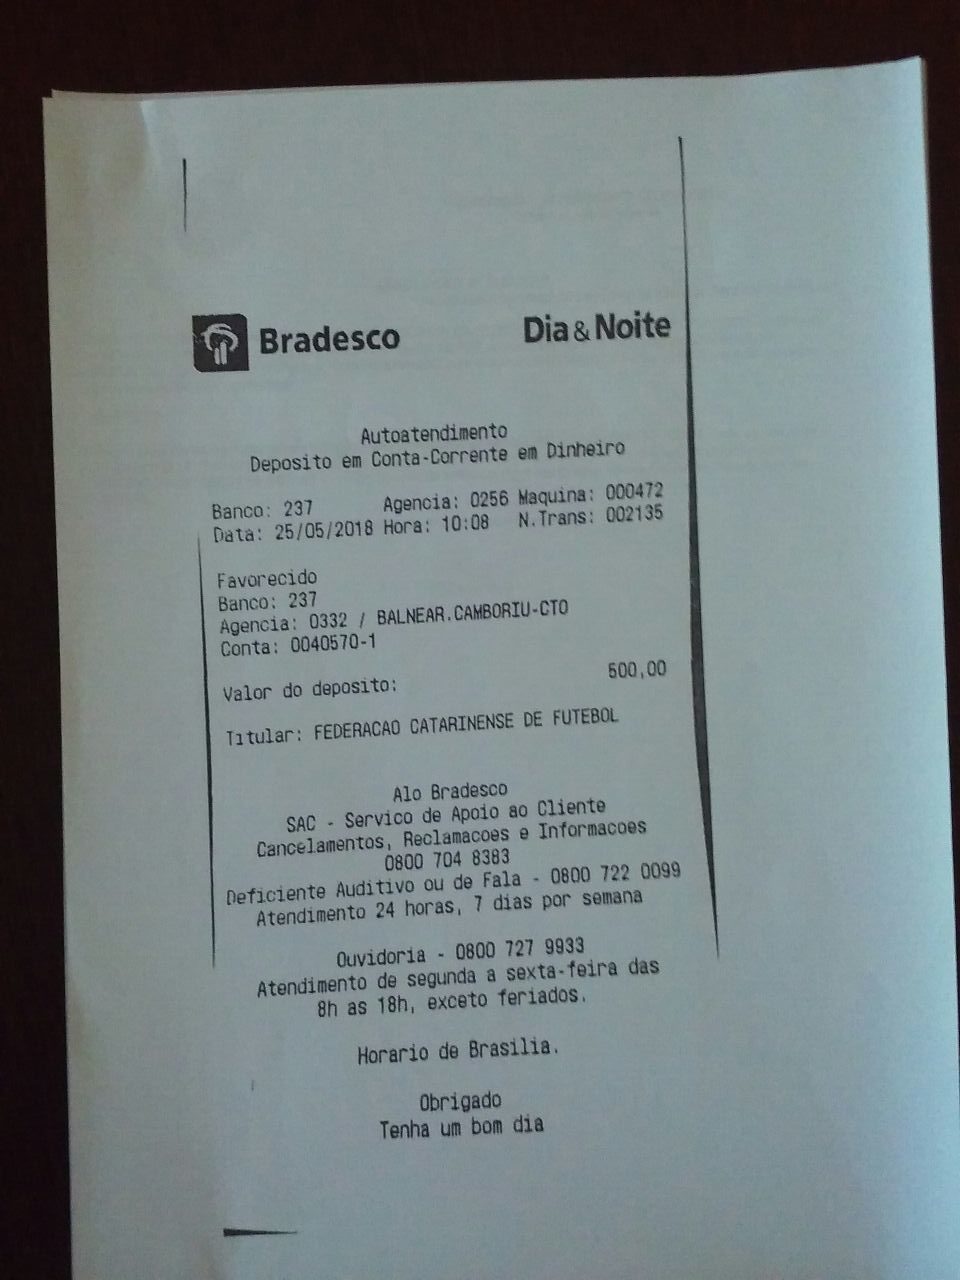 Bradesco Dia & Noite
Autoatendimento
Deposito em Conta-Corrente em Dinheiro
Banco: 237 Agencia: 0256 Maquina: 000472
Data: 25/05/2018 Hora: 10:08 N.Trans: 002135
Favorecido
Banco: 237
Agencia: 0332 / BALNEAR.CAMBORIU-CTO
Conta: 0040570-1
Valor do deposito: 500,00
Titular: FEDERACAO CATARINENSE DE FUTEBOL
Alo Bradesco
SAC - Servico de Apoio ao Cliente
Cancelamentos, Reclamacoes e Informacoes
0800 704 8383
Deficiente Auditivo ou de Fala - 0800 722 0099
Atendimento 24 horas, 7 dias por semana
Ouvidoria - 0800 727 9933
Atendimento de segunda a sexta-feira das
8h as 18h, exceto feriados.
Horario de Brasilia.
Obrigado
Tenha um bom dia